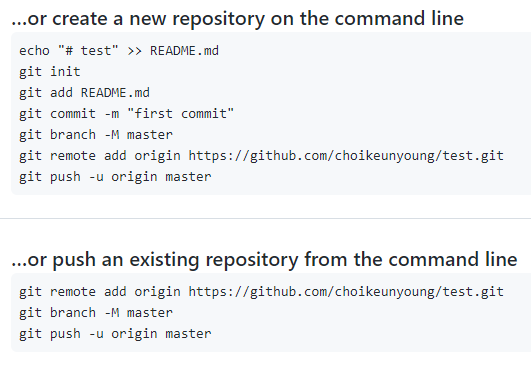 ...or create a new repository on the command line
echo "# test" >> README.md
git init
git add README.md
git commit -m "first commit"
git branch -M master
git remote add origin https://github.com/choikeunyoung/test.git
git push -u origin master
...or push an existing repository from the command line
git remote add origin https://github.com/choikeunyoung/test.git
git branch -M master
git push -u origin master